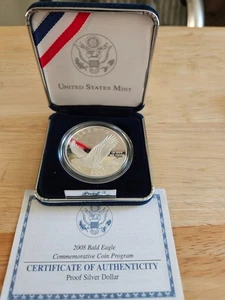 UNITED STATES MINT
2008 Bald Eagle
Commemorative Coin Program
CERTIFICATE OF AUTHENTICITY
Proof Silver Dollar